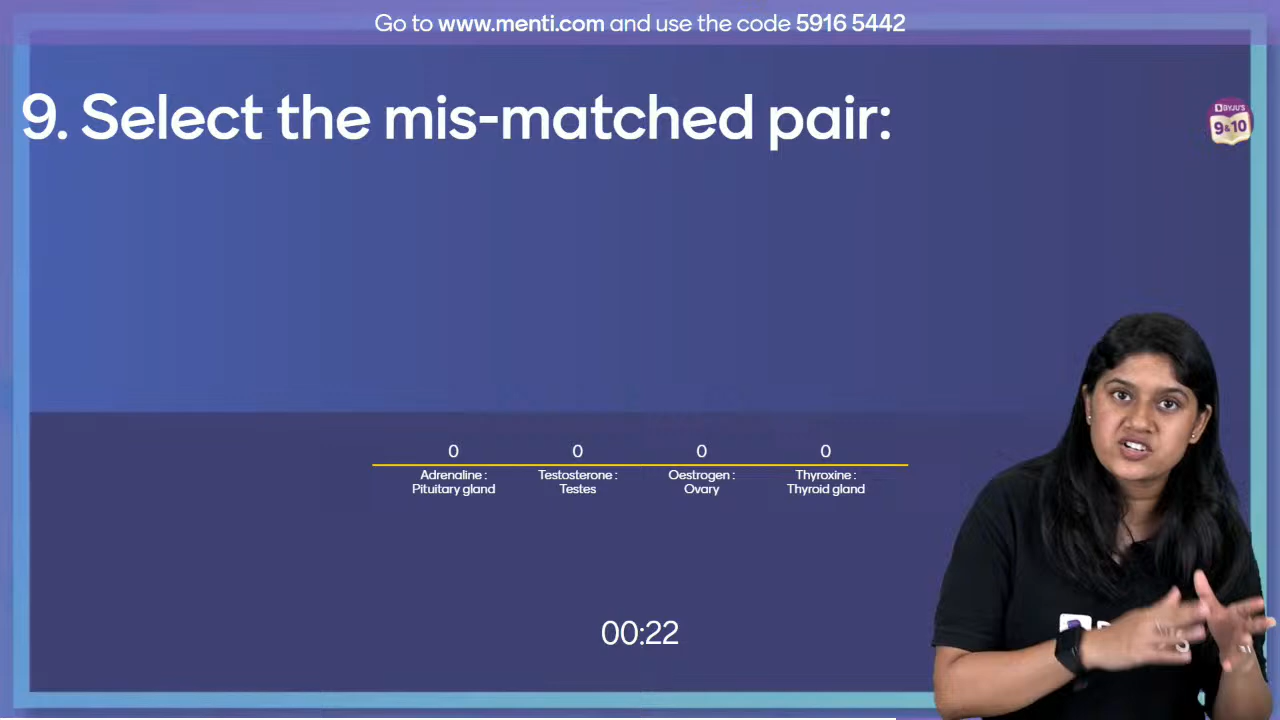 Go to www.menti.com and use the code 5916 5442
9. Select the mis-matched pair:
BYJU'S
9&10
0
0
0
0
Adrenaline :
Pituitary gland
Testosterone :
Testes
Oestrogen :
Ovary
Thyroxine :
Thyroid gland
00:22